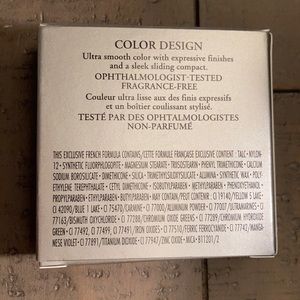 COLOR DESIGN
Ultra smooth color with expressive finishes
and a sleek sliding compact.
OPHTHALMOLOGIST-TESTED
FRAGRANCE-FREE
Couleur ultra lisse aux des finis expressifs
et un boîtier coulissant stylisé.
TESTÉ PAR DES OPHTALMOLOGISTES
NON-PARFUMÉ
THIS EXCLUSIVE FRENCH FORMULA CONTAINS/CETTE FORMULE FRANÇAISE EXCLUSIVE CONTIENT : TALC • NYLON-
12 • SYNTHETIC FLUORPHLOGOPITE • MAGNESIUM STEARATE • TRIISOSTEARIN • PHENYL TRIMETHICONE • CALCIUM
SODIUM BOROSILICATE • DIMETHICONE • SILICA • TRIMETHYLSILOXYSILICATE • ALUMINA • SYNTHETIC WAX • POLY-
ETHYLENE TEREPHTHALATE • CETYL DIMETHICONE • ISOBUTYLPARABEN • METHYLPARABEN • PHENOXYETHANOL •
PROPYLPARABEN • ETHYLPARABEN • BUTYLPARABEN • MAY CONTAIN/PEUT CONTENIR: CI 19140/YELLOW 5 LAKE •
CI 42090/BLUE 1 LAKE • CI 75470/CARMINE • CI 77000/ALUMINUM POWDER • CI 77007/ULTRAMARINES • CI
77163/BISMUTH OXYCHLORIDE • CI 77288/CHROMIUM OXIDE GREENS • CI 77289/CHROMIUM HYDROXIDE
GREEN • CI 77492, CI 77499, CI 77491/IRON OXIDES • CI 77510/FERRIC FERROCYANIDE • CI 77742/MANGA-
NESE VIOLET • CI 77891/TITANIUM DIOXIDE • CI 77947/ZINC OXIDE • MICA